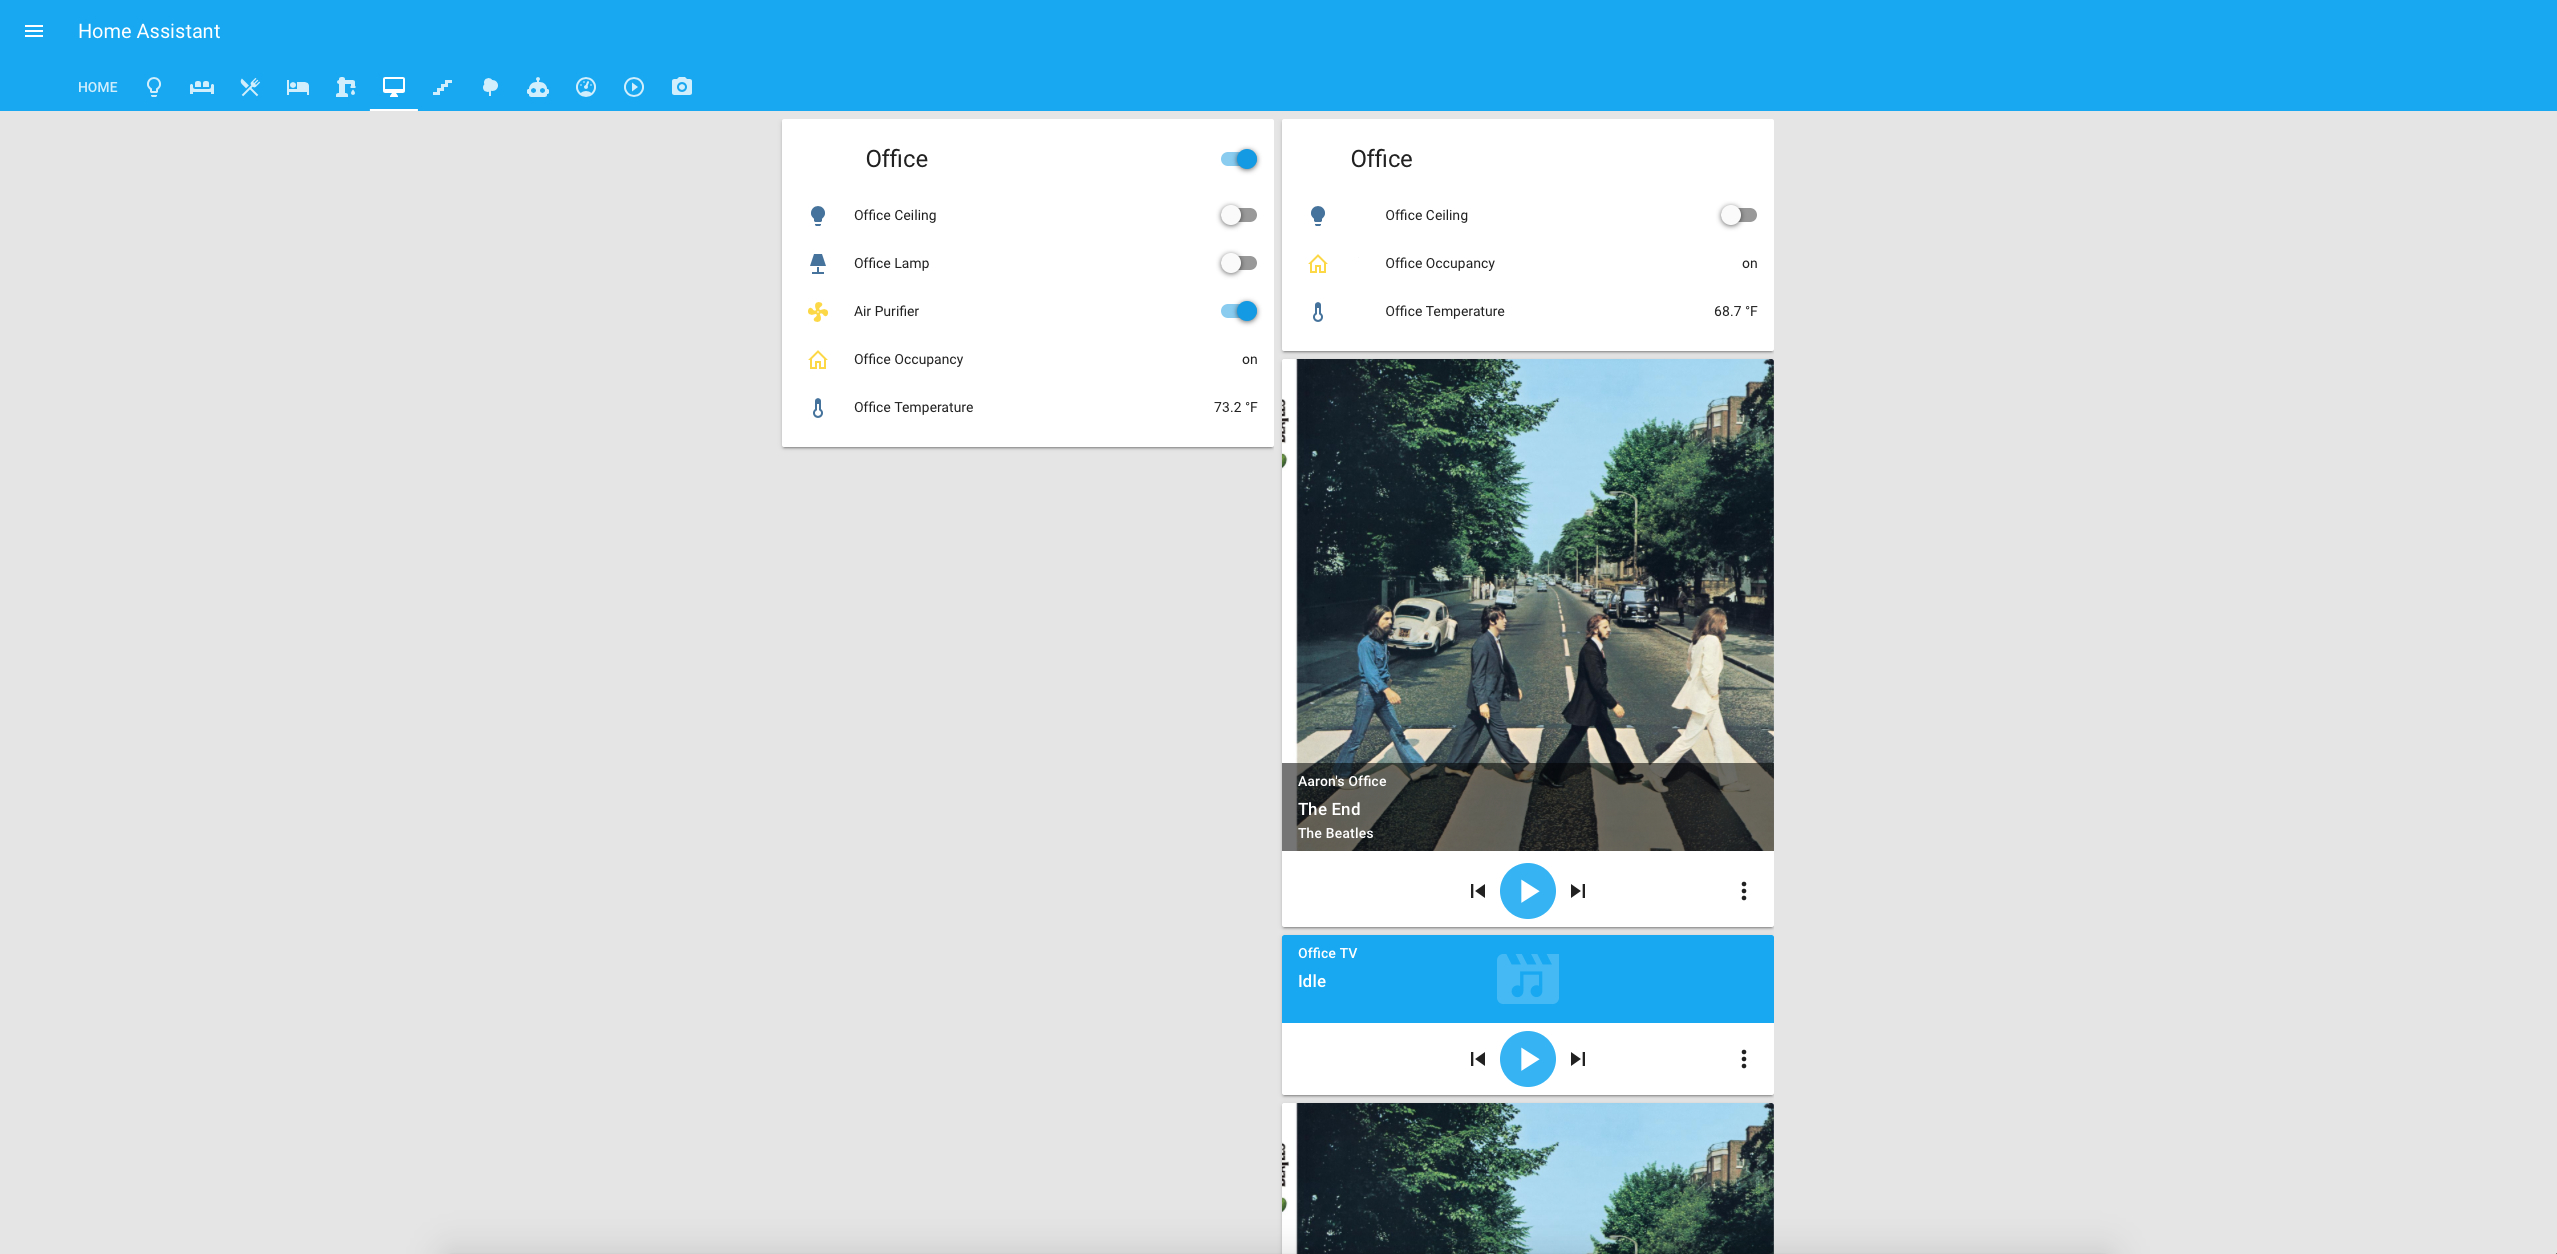 Home Assistant
HOME
Office
Office Ceiling
Office Lamp
Air Purifier
Office Occupancy on
Office Temperature 73.2 °F
Office
Office Ceiling
Office Occupancy on
Office Temperature 68.7 °F
Aaron's Office
The End
The Beatles
Office TV
Idle